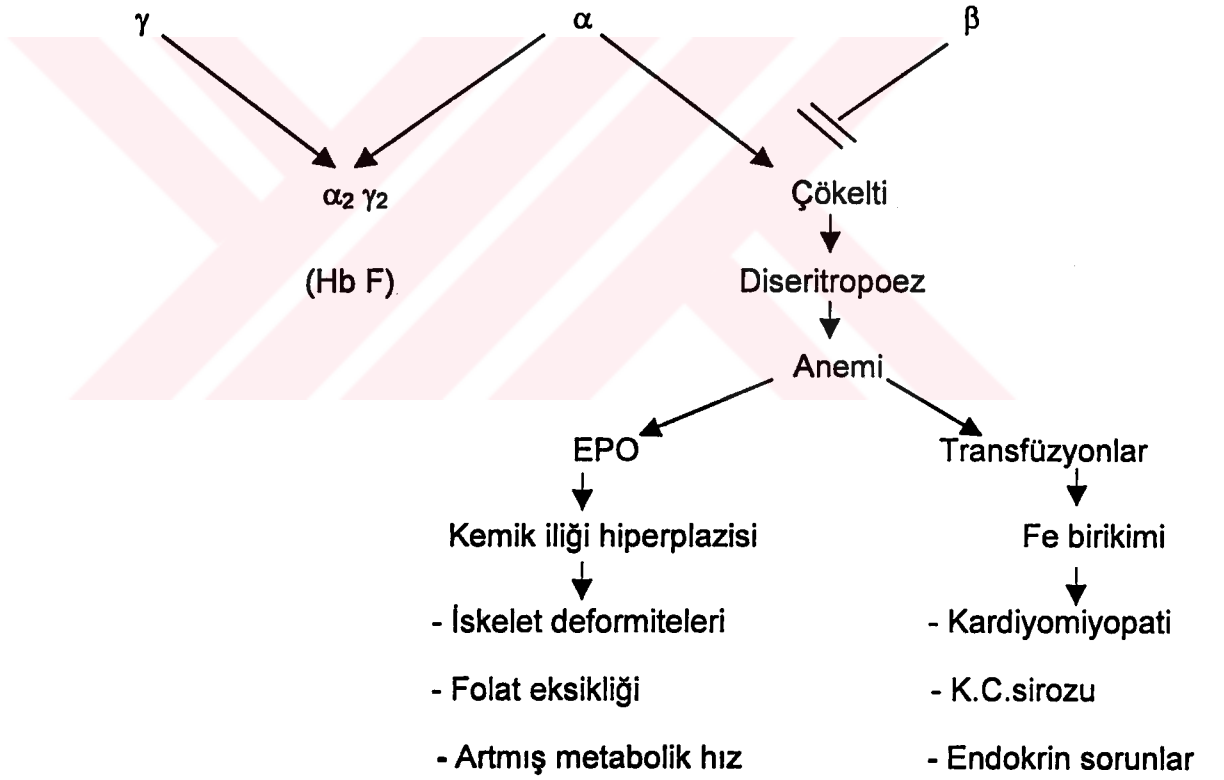 γ α β
α2 γ2 Çökelti
(Hb F) Diseritropoez
Anemi
EPO Transfüzyonlar
Kemik iliği hiperplazisi Fe birikimi
- İskelet deformiteleri - Kardiyomiyopati
- Folat eksikliği - K.C.sirozu
- Artmış metabolik hız - Endokrin sorunlar